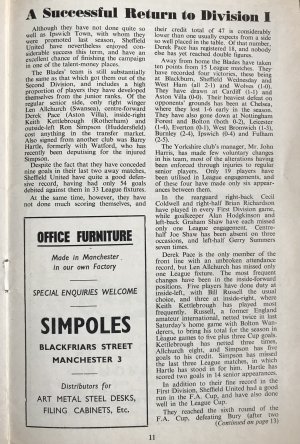 A Successful Return to Division 1
Although they have not done quite so
well as Ipswich Town, with whom they
were promoted last season, Sheffield
United have nevertheless enjoyed con-
siderable success this term, and have an
excellent chance of finishing the campaign
in one of the talent-money places.
The Blades' team is still substantially
the same as that which got them out of the
Second Division, and includes a high
proportion of players they have developed
themselves from the junior ranks. Of the
regular senior side, only right winger
Len Allchurch (Swansea), centre-forward
Derek Pace (Aston Villa), inside-right
Keith Kettleborough (Rotherham) and
outside-left Ron Simpson (Huddersfield)
cost anything in the transfer market.
Also signed from another club was Barry
Hartle, formerly with Watford, who has
recently been deputising for the injured
Simpson.
Despite the fact that they have conceded
nine goals in their last two away matches,
Sheffield United have quite a good defen-
sive record, having had only 54 goals
debited against them in 33 League fixtures.
At the same time, however, they have
not done much scoring themselves, and
OFFICE FURNITURE
Made in Manchester
in our own Factory
SPECIAL ENQUIRIES WELCOME
SIMPOLES
BLACKFRIARS STREET
MANCHESTER 3
Distributors for
ART METAL STEEL DESKS,
FILING CABINETS, Etc.
their credit total of 47 is considerably
lower than one usually expects from a side
so well placed in the table. Of that number,
Derek Pace has registered 18, and nobody
else has yet reached double figures.
Away from home the Blades have taken
ten points from 15 League matches. They
have recorded four victories, these being
at Blackburn, Sheffield Wednesday and
West Ham (all 2-1) and Wolves (1-0).
They have drawn at Cardiff (1-1) and
Arsenal (0-0). Their heaviest defeat on
opponents' grounds has been at Chelsea,
where they lost 1-6 early in the season.
They have also gone down at Nottingham
Forest and Bolton (both 0-2), Leicester
(1-4), Everton (0-1), West Bromwich (1-3),
Burnley (2-4), Ipswich (0-4) and Fulham
(2-5).
The Yorkshire club's manager, Mr. John
Harris, has made few voluntary changes
in his team, most of the alterations having
been enforced through injuries to regular
senior players. Only 19 players have
been utilised in League engagements, and
of these four have made only six appear-
ances between them.
In the rearguard right-back Cecil
Coldwell and right-half Brian Richardson
have played in every First Division game,
while goalkeeper Alan Hodgkinson and
left-back Graham Shaw have each missed
only one League engagement. Centre-
half Joe Shaw has been absent on three
occasions, and left-half Gerry Summers
seven times.
Derek Pace is the only member of the
front line with an unbroken attendance
record, but Len Allchurch has missed only
one League fixture. The most frequent
changes have been in the inside-forward
positions. Five players have done duty at
inside-left, with Bill Russell the usual
choice, and three at inside-right, where
Keith Kettleborough has played most
frequently. Russell, a former England
amateur international, netted twice in last
Saturday's home game with Bolton Wan-
derers, to bring his total for the season in
League games to five plus three Cup goals.
Kettleborough has notched three times,
Allchurch eight, and Simpson has five
goals to his credit. Simpson has missed
the last three League matches, in which
Hartle has stood in for him. Hartle has
scored two goals in 14 senior appearances.
In addition to their fine record in the
First Division, Sheffield United had a good
run in the F.A. Cup, and have also done
well in the League Cup.
They reached the sixth round of the
F.A. Cup, defeating Bury (after two
(Continued on page 13)
11